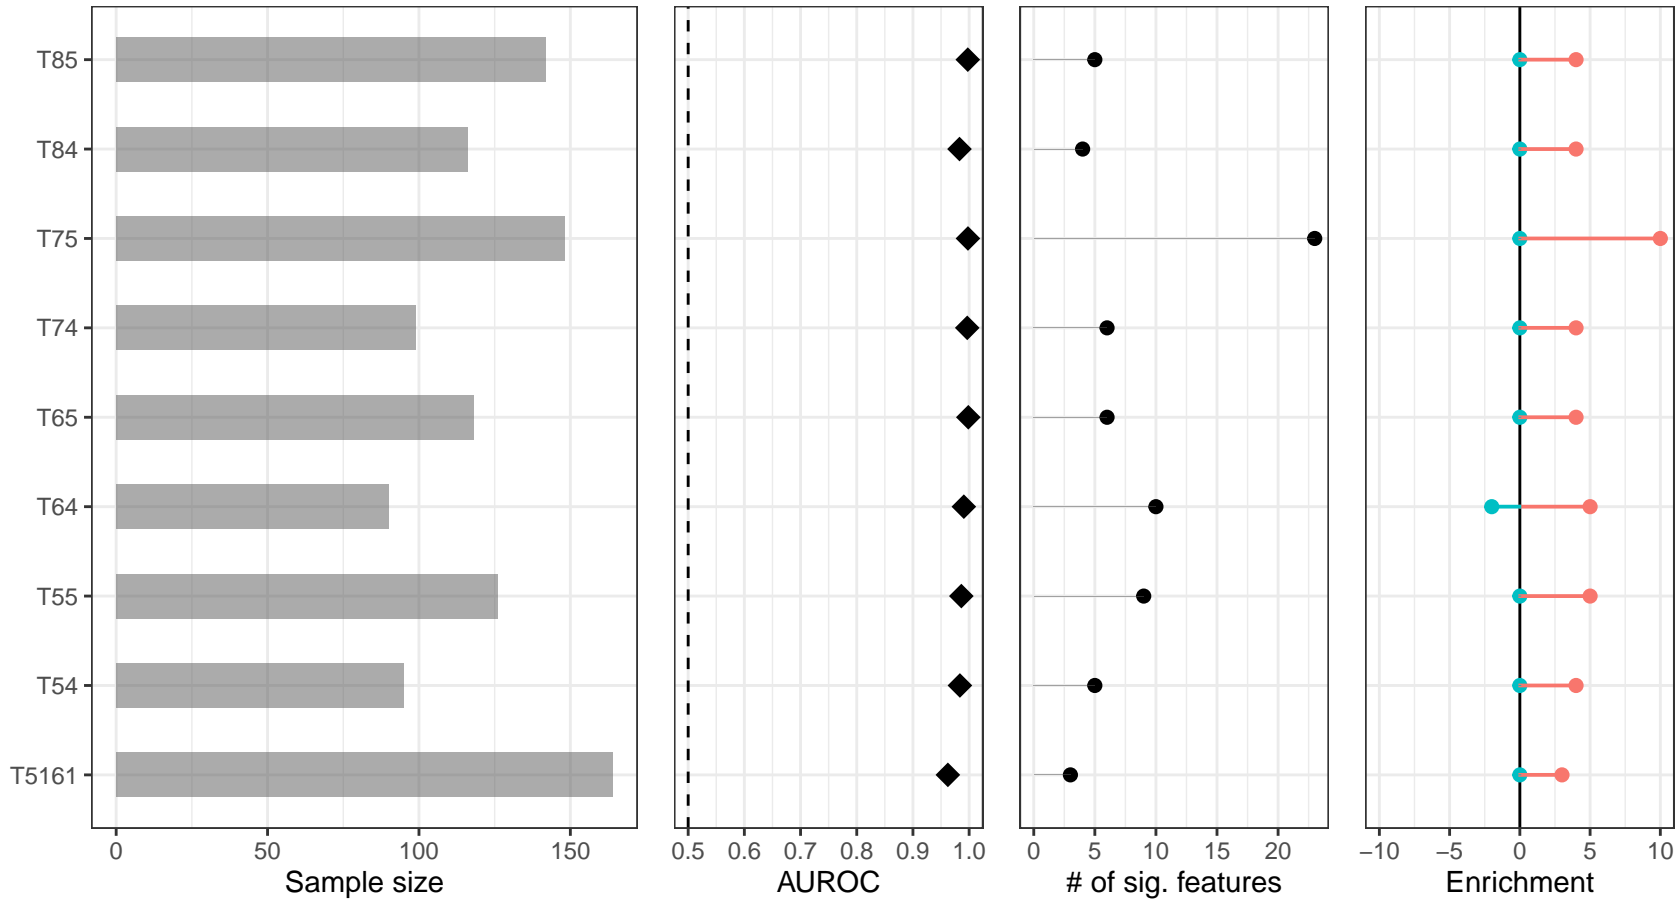 T85
T84
T75
T74
T65
T64
T55
T54
T5161
0 50 100 150
Sample size
0.5 0.6 0.7 0.8 0.9 1.0
AUROC
0 5 10 15 20
# of sig. features
−10 −5 0 5 10
Enrichment